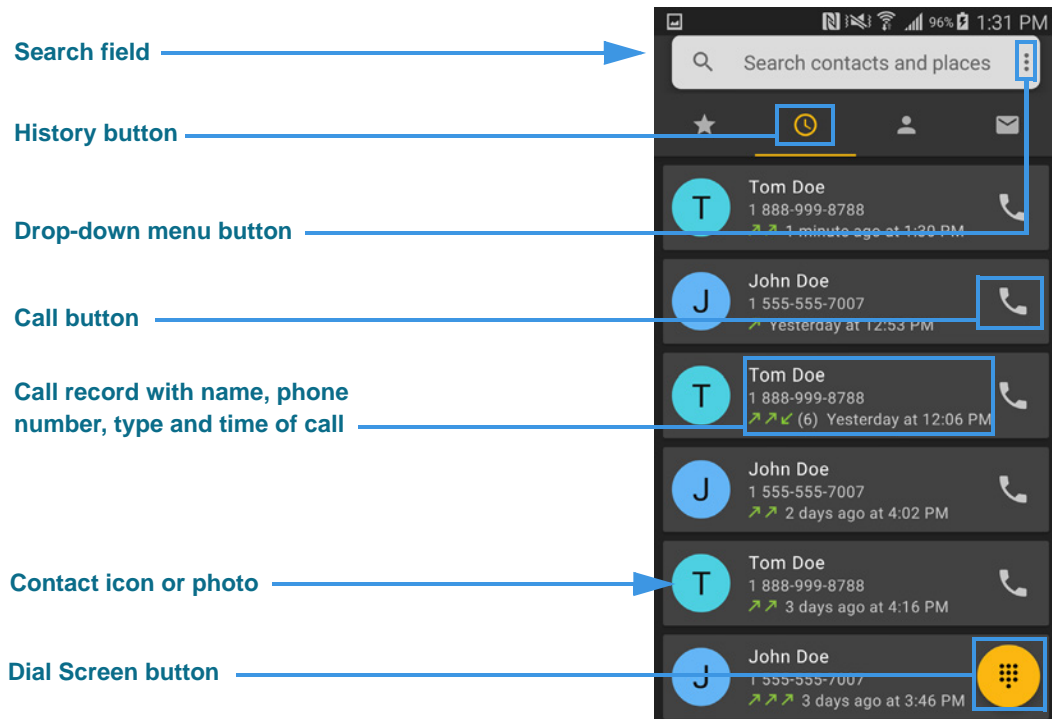 96% 1:31 PM
Search field
Search contacts and places
History button
Tom Doe
1 888-999-8788
1 minute ago at 1:30 PM
Drop-down menu button
T
John Doe
1 555-555-7007
Yesterday at 12:53 PM
J
Call button
Tom Doe
1 888-999-8788
(6) Yesterday at 12:06 PM
T
Call record with name, phone
number, type and time of call
John Doe
1 555-555-7007
2 days ago at 4:02 PM
J
Tom Doe
1 888-999-8788
3 days ago at 4:16 PM
T
Contact icon or photo
John Doe
1 555-555-7007
3 days ago at 3:46 PM
J
Dial Screen button